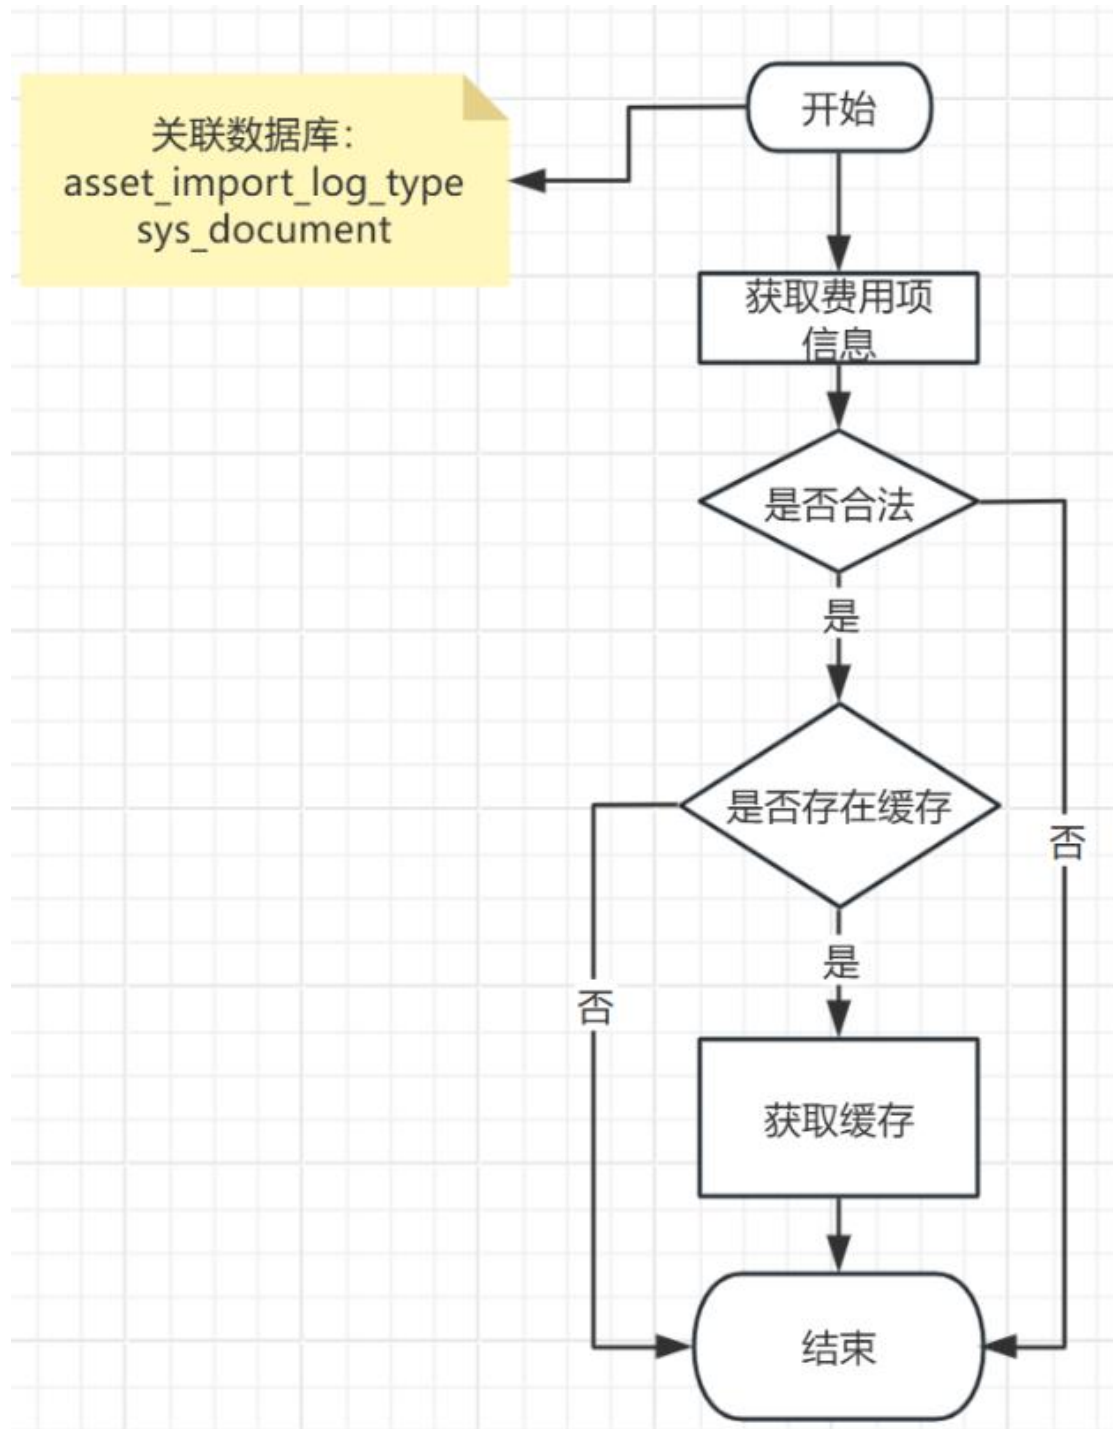 关联数据库：
asset_import_log_type
sys_document
开始
获取费用项
信息
是否合法
是
是否存在缓存
否
是
否
获取缓存
结束